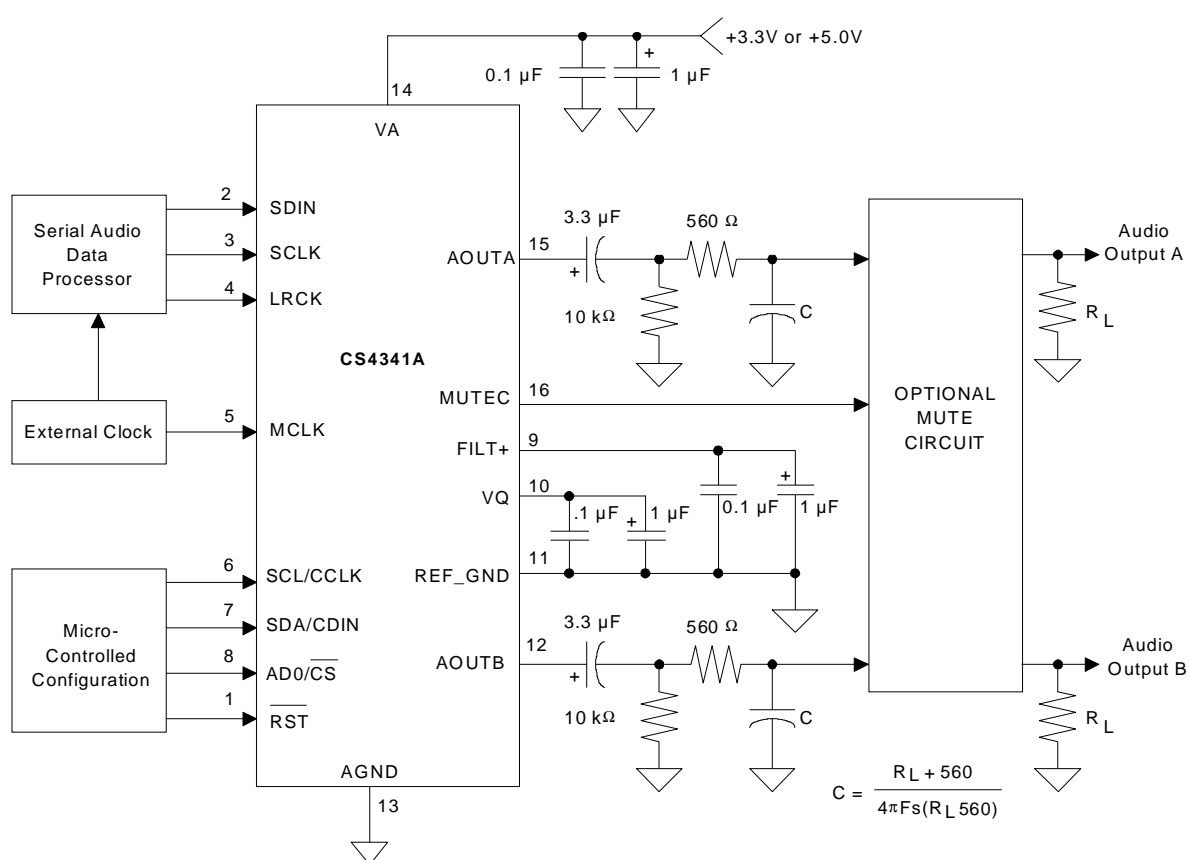 +3.3V or +5.0V
0.1 µF
+
1 µF
14
VA
Serial Audio
Data
Processor
2
SDIN
3
SCLK
4
LRCK
External Clock
5
MCLK
CS4341A
Micro-
Controlled
Configuration
6
SCL/CCLK
7
SDA/CDIN
8
AD0/C̅S̅
1
R̅S̅T̅
AGND
13
AOUTA
15
3.3 µF
+
560 Ω
10 kΩ
C
MUTEC
16
FILT+
9
0.1 µF
+
1 µF
VQ
10
.1 µF
+
1 µF
REF_GND
11
AOUTB
12
3.3 µF
+
560 Ω
10 kΩ
C
OPTIONAL
MUTE
CIRCUIT
Audio
Output A
R L
Audio
Output B
R L
C = R L + 560
4πFs(R L 560)